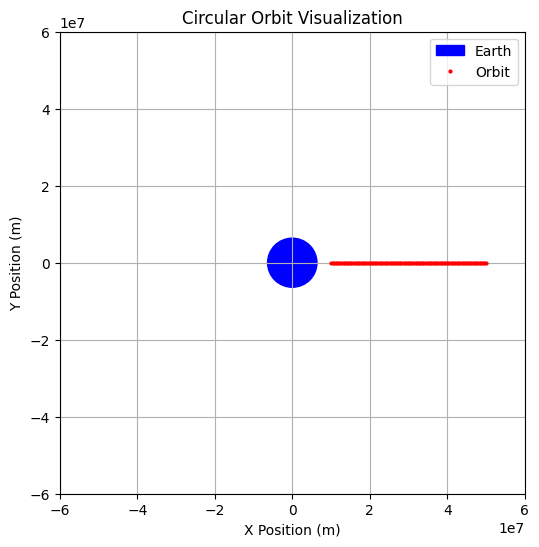 Circular Orbit Visualization
1e7
6
4
2
0
−2
−4
−6
Y Position (m)
Earth
Orbit
−6
−4
−2
0
2
4
6
X Position (m)
1e7